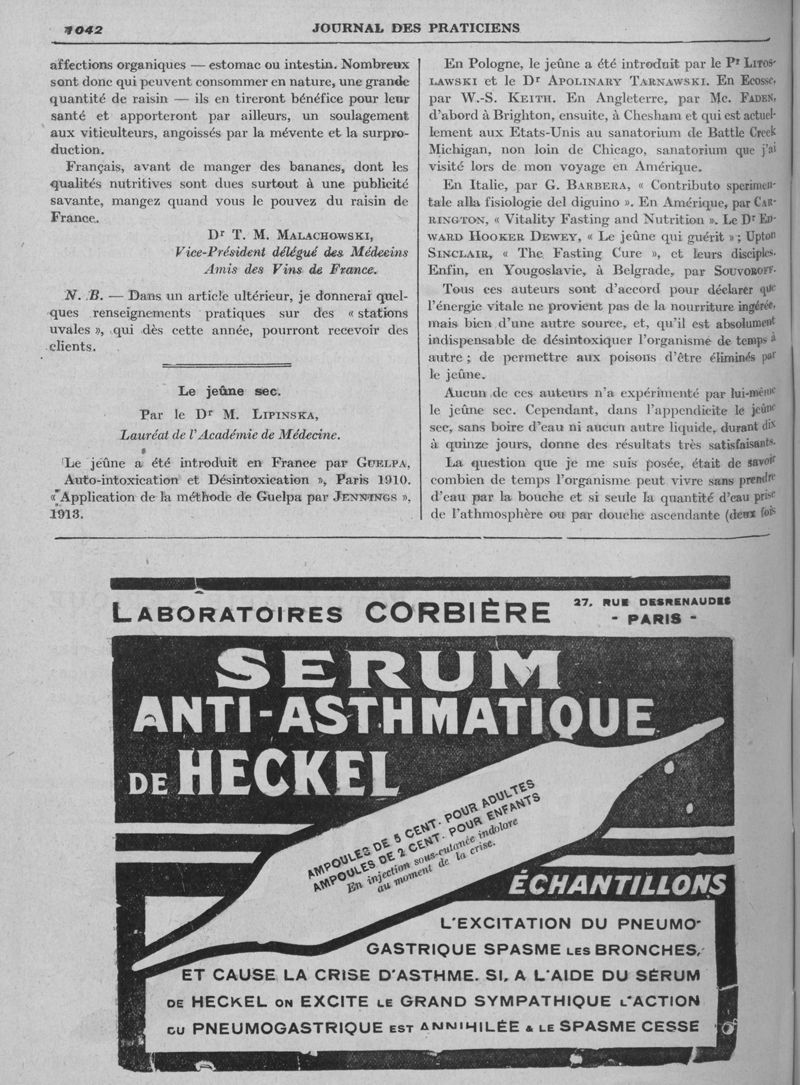 1042
JOURNAL DES PRATICIENS
affections organiques — estomac ou intestin. Nombreux
sont donc qui peuvent consommer en nature, une grande
quantité de raisin — ils en tireront bénéfice pour leur
santé et apporteront par ailleurs, un soulagement
aux viticulteurs, angoissés par la mévente et la surpro-
duction.
Français, avant de manger des bananes, dont les
qualités nutritives sont dues surtout à une publicité
savante, mangez quand vous le pouvez du raisin de
France.
Dr T. M. MALACHOWSKI,
Vice-Président délégué des Médecins
Amis des Vins de France.
N. B. — Dans un article ultérieur, je donnerai quel-
ques renseignements pratiques sur des « stations
uvales », qui dès cette année, pourront recevoir des
clients.
Le jeûne sec.
Par le Dr M. LIPINSKA,
Lauréat de l'Académie de Médecine.
Le jeûne a été introduit en France par GUELPA,
Auto-intoxication et Désintoxication », Paris 1910.
« Application de la méthode de Guelpa par JENNINGS »,
1913.
En Pologne, le jeûne a été introduit par le Pr LITOS-
LAWSKI et le Dr APOLINARY TARNAWSKI. En Ecosse,
par W.-S. KEITH. En Angleterre, par Mc. FADEN,
d'abord à Brighton, ensuite, à Chesham et qui est actuel-
lement aux Etats-Unis au sanatorium de Battle Creek
Michigan, non loin de Chicago, sanatorium que j'ai
visité lors de mon voyage en Amérique.
En Italie, par G. BARBERA, « Contributo sperimen-
tale alla fisiologie del diguino ». En Amérique, par CAR-
RINGTON, « Vitality Fasting and Nutrition ». Le Dr ED-
WARD HOOKER DEWEY, « Le jeûne qui guérit » ; Upton
SINCLAIR, « The Fasting Cure », et leurs disciples.
Enfin, en Yougoslavie, à Belgrade, par SOUVOROFF.
Tous ces auteurs sont d'accord pour déclarer que
l'énergie vitale ne provient pas de la nourriture ingérée,
mais bien d'une autre source, et, qu'il est absolument
indispensable de désintoxiquer l'organisme de temps à
autre ; de permettre aux poisons d'être éliminés par
le jeûne.
Aucun de ces auteurs n'a expérimenté par lui-même
le jeûne sec. Cependant, dans l'appendicite le jeûne
sec, sans boire d'eau ni aucun autre liquide, durant dix
à quinze jours, donne des résultats très satisfaisants.
La question que je me suis posée, était de savoir
combien de temps l'organisme peut vivre sans prendre
d'eau par la bouche et si seule la quantité d'eau prise
de l'athmosphère ou par douche ascendante (deux fois
LABORATOIRES CORBIÈRE
27, RUE DESRENAUDES
- PARIS -
SERUM
ANTI-ASTHMATIQUE
DE HECKEL
AMPOULES DE 5 CENT. POUR ADULTES
AMPOULES DE 2 CENT. POUR ENFANTS
En injection sous-cutanée indolore
au moment de la crise.
ÉCHANTILLONS
L'EXCITATION DU PNEUMO-
GASTRIQUE SPASME LES BRONCHES,
ET CAUSE LA CRISE D'ASTHME. SI, A L'AIDE DU SÉRUM
DE HECKEL ON EXCITE LE GRAND SYMPATHIQUE L'ACTION
DU PNEUMOGASTRIQUE EST ANNIHILÉE & LE SPASME CESSE